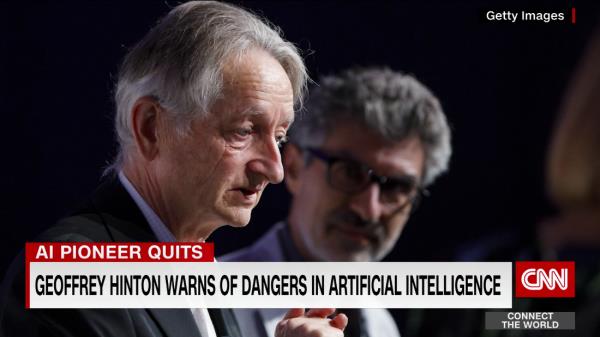 Getty Images
AI PIONEER QUITS
GEOFFREY HINTON WARNS OF DANGERS IN ARTIFICIAL INTELLIGENCE
CNN
CONNECT
THE WORLD